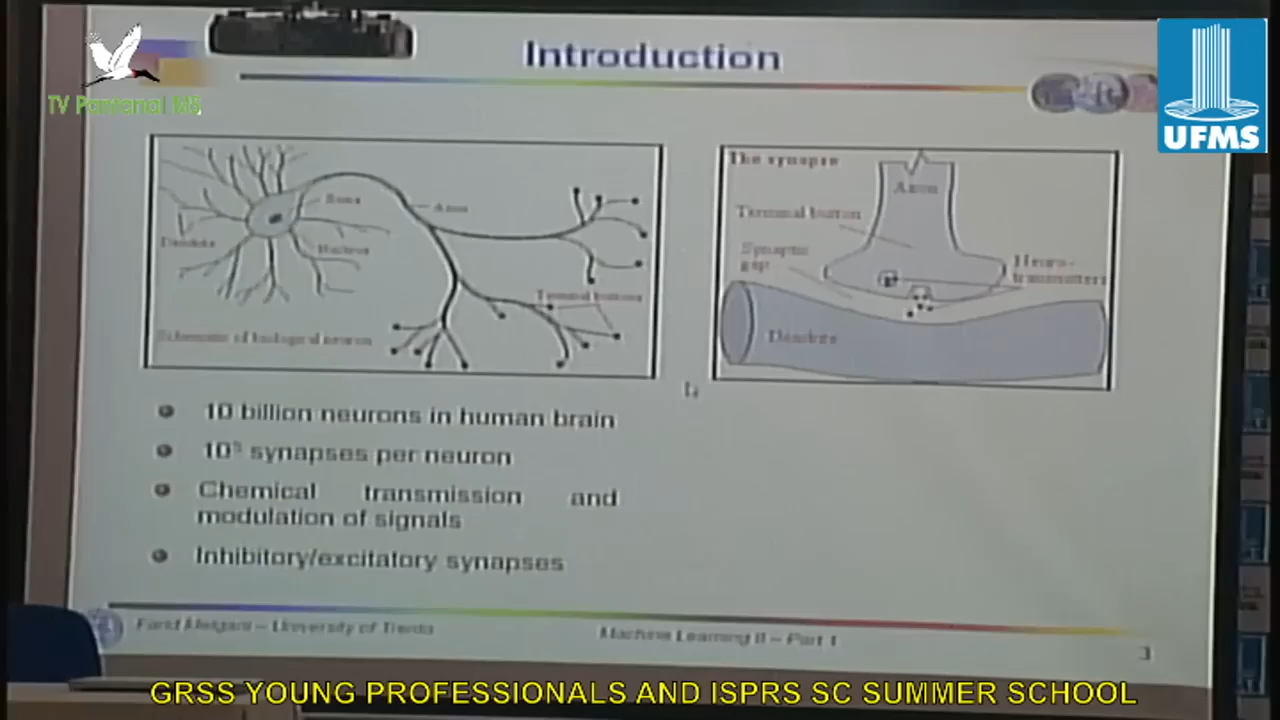 Introduction
TV Pantanal MS
UFMS
The synapse
Axon
Soma
Axon
Terminal button
Dendrite
Nucleus
Synaptic
gap
Neuro-
transmitters
Terminal buttons
Schematic of biological neuron
Dendrite
10 billion neurons in human brain
10⁵ synapses per neuron
Chemical transmission and
modulation of signals
Inhibitory/excitatory synapses
Farid Melgani – University of Trento
Machine Learning II – Part 1
3
GRSS YOUNG PROFESSIONALS AND ISPRS SC SUMMER SCHOOL